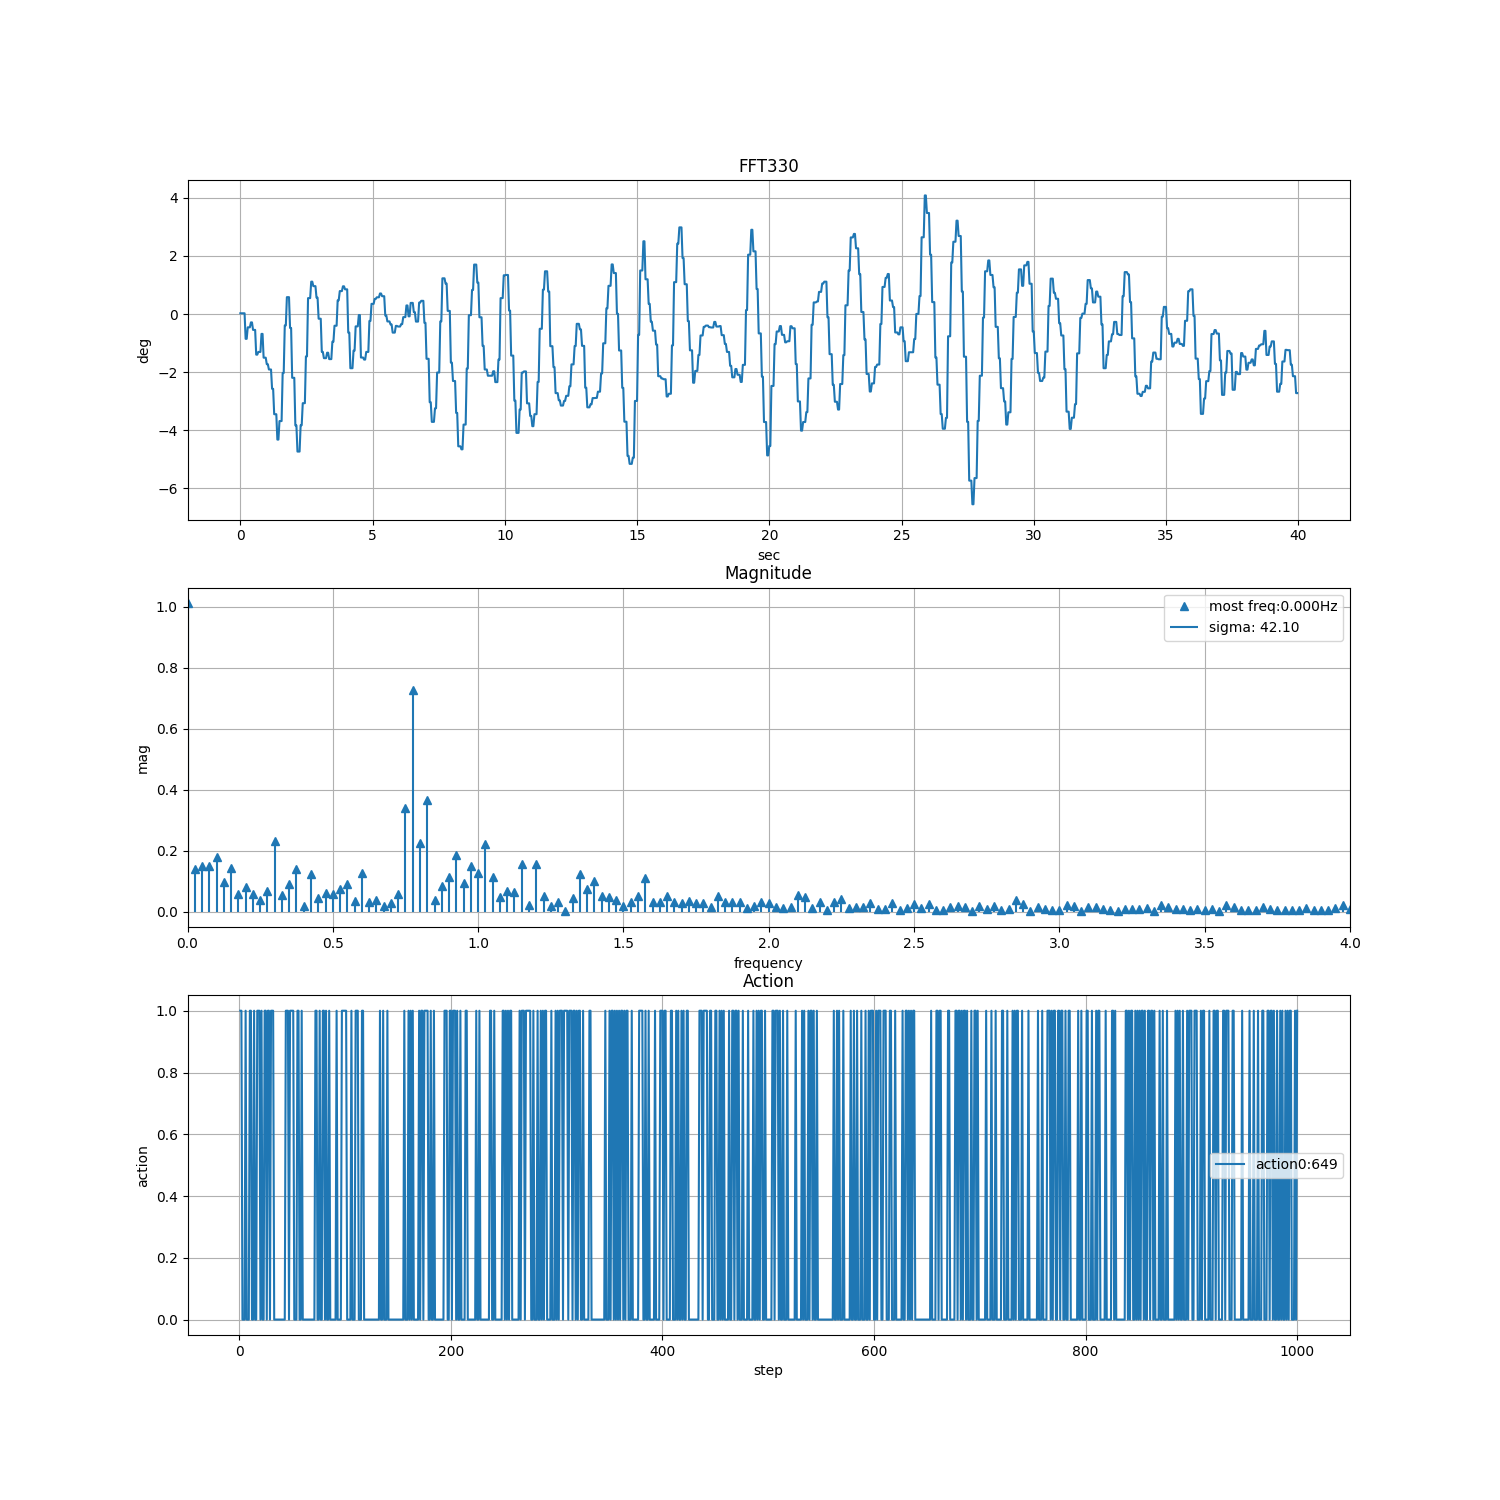 FFT330
4
2
0
−2
−4
−6
deg
0 5 10 15 20 25 30 35 40
sec
Magnitude
1.0
0.8
0.6
0.4
0.2
0.0
mag
most freq:0.000Hz
sigma: 42.10
0.0 0.5 1.0 1.5 2.0 2.5 3.0 3.5 4.0
frequency
Action
1.0
0.8
0.6
0.4
0.2
0.0
action
action0:649
0 200 400 600 800 1000
step